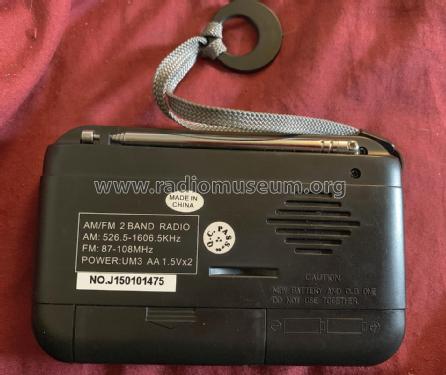 www.radiomuseum.org
MADE IN
CHINA
AM/FM 2 BAND RADIO
AM: 526.5-1606.5KHz
FM: 87-108MHz
POWER:UM3 AA 1.5Vx2
Q.C. PASSED
NO.J150101475
CAUTION
NEW BATTERY AND OLD ONE
DO NOT USE TOGETHER.